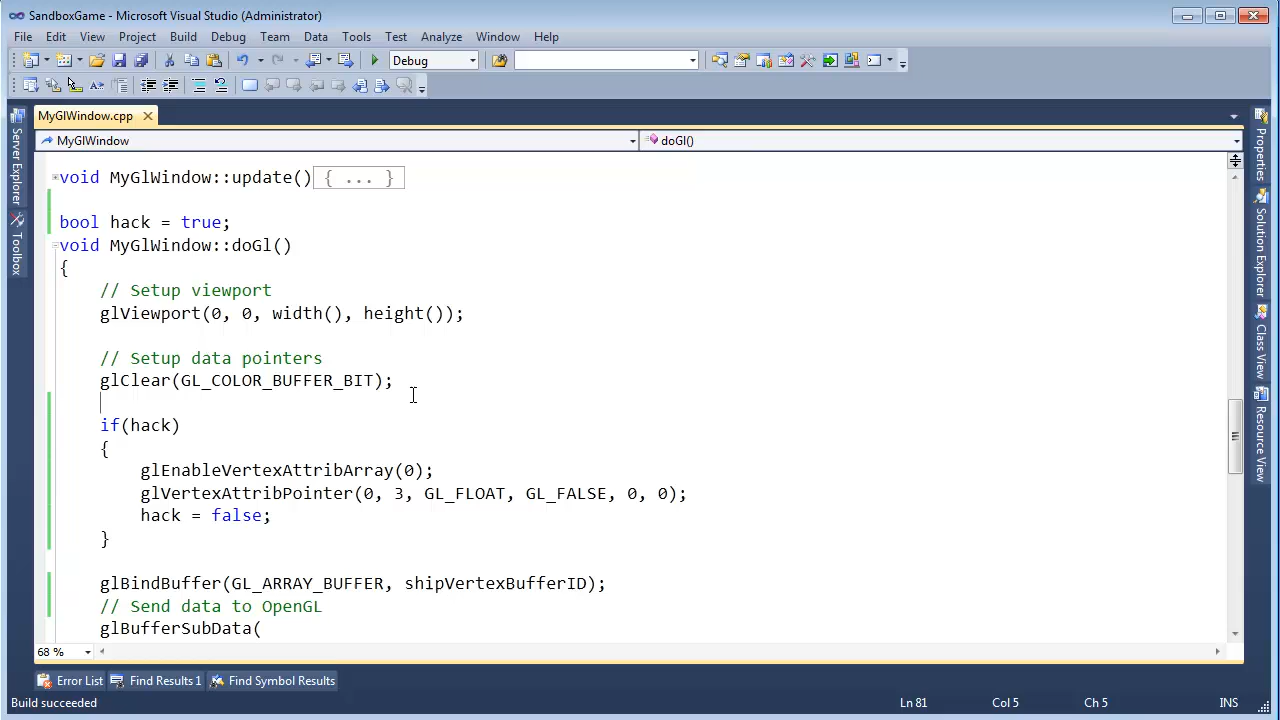 SandboxGame - Microsoft Visual Studio (Administrator)
File Edit View Project Build Debug Team Data Tools Test Analyze Window Help
Debug
MyGlWindow.cpp
MyGlWindow doGl()
void MyGlWindow::update() { ... }
bool hack = true;
void MyGlWindow::doGl()
{
// Setup viewport
glViewport(0, 0, width(), height());
// Setup data pointers
glClear(GL_COLOR_BUFFER_BIT);
if(hack)
{
glEnableVertexAttribArray(0);
glVertexAttribPointer(0, 3, GL_FLOAT, GL_FALSE, 0, 0);
hack = false;
}
glBindBuffer(GL_ARRAY_BUFFER, shipVertexBufferID);
// Send data to OpenGL
glBufferSubData(
68 %
Server Explorer
Toolbox
Properties
Solution Explorer
Class View
Resource View
Error List Find Results 1 Find Symbol Results
Build succeeded Ln 81 Col 5 Ch 5 INS